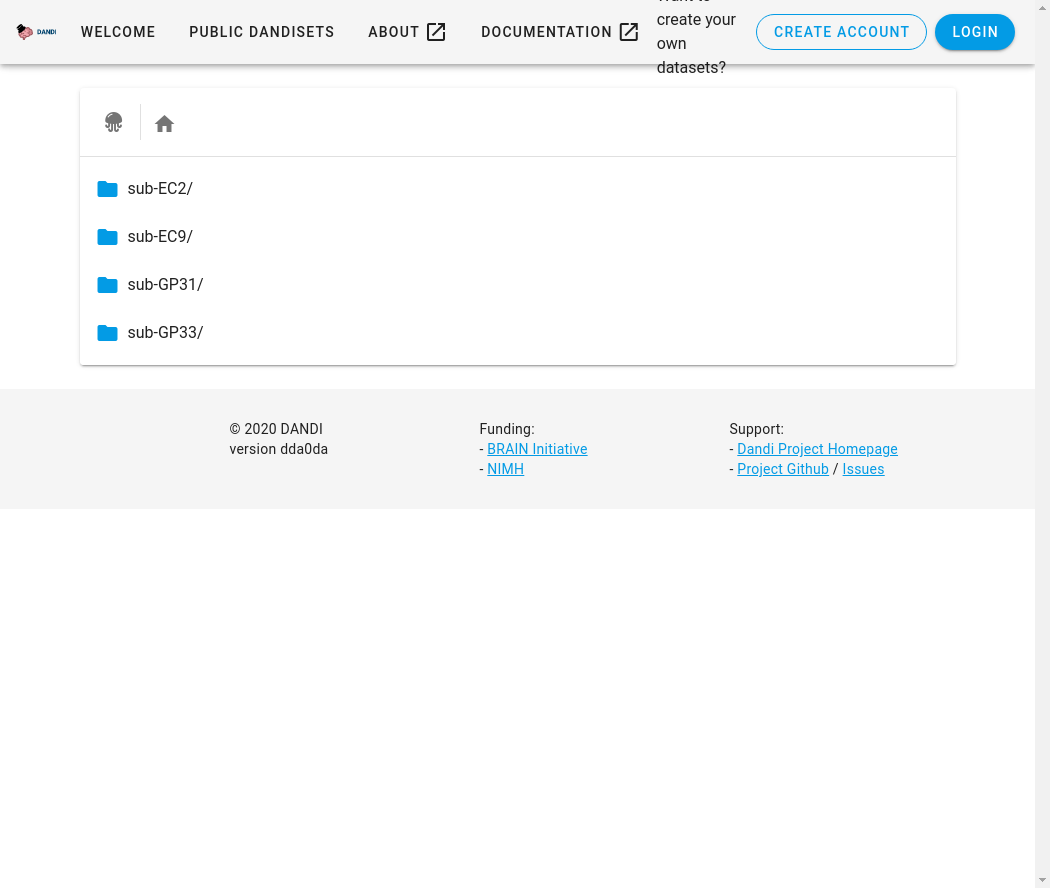 DANDI
WELCOME
PUBLIC DANDISETS
ABOUT
DOCUMENTATION
create your
own
datasets?
CREATE ACCOUNT
LOGIN
sub-EC2/
sub-EC9/
sub-GP31/
sub-GP33/
© 2020 DANDI
version dda0da
Funding:
- BRAIN Initiative
- NIMH
Support:
- Dandi Project Homepage
- Project Github / Issues